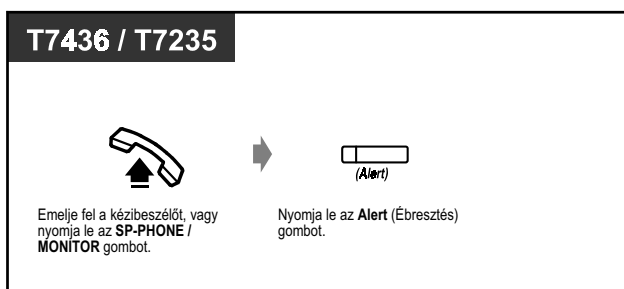 T7436 / T7235
(Alert)
Emelje fel a kézibeszélőt, vagy
nyomja le az SP-PHONE /
MONITOR gombot.
Nyomja le az Alert (Ébresztés)
gombot.